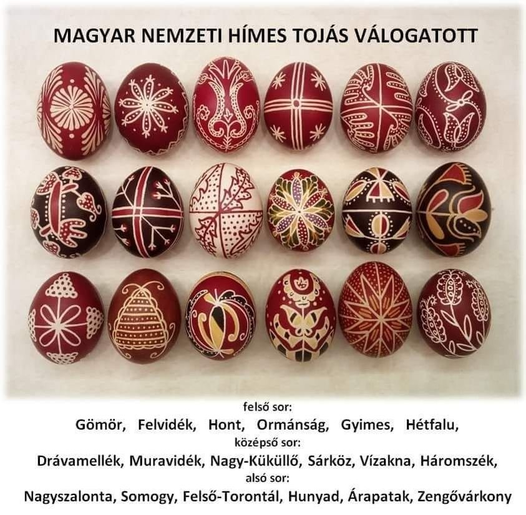 MAGYAR NEMZETI HÍMES TOJÁS VÁLOGATOTT
felső sor:
Gömör, Felvidék, Hont, Ormánság, Gyimes, Hétfalu,
középső sor:
Drávamellék, Muravidék, Nagy-Küküllő, Sárköz, Vízakna, Háromszék,
alsó sor:
Nagyszalonta, Somogy, Felső-Torontál, Hunyad, Árapatak, Zengővárkony